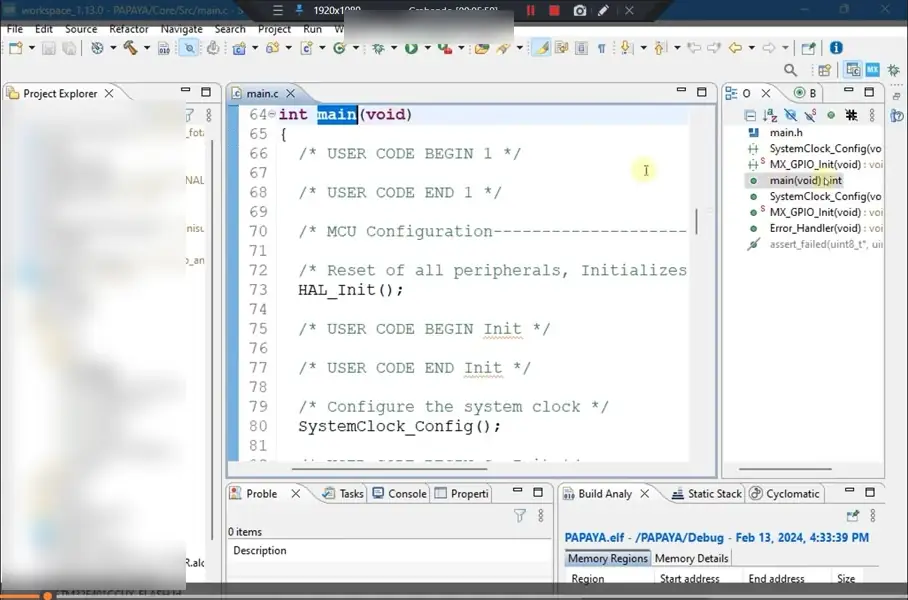 workspace_1.13.0 - PAPAYA/Core/Src/main.c - S
1920x1080
File Edit Source Refactor Navigate Search Project Run
Project Explorer
main.c
64 int main(void)
65 {
66 /* USER CODE BEGIN 1 */
67
68 /* USER CODE END 1 */
69
70 /* MCU Configuration---------------------
71
72 /* Reset of all peripherals, Initializes
73 HAL_Init();
74
75 /* USER CODE BEGIN Init */
76
77 /* USER CODE END Init */
78
79 /* Configure the system clock */
80 SystemClock_Config();
81
O
B
main.h
SystemClock_Config(vo
MX_GPIO_Init(void) : voi
main(void) : int
SystemClock_Config(vo
MX_GPIO_Init(void) : voi
Error_Handler(void) : voi
assert_failed(uint8_t*, ui
Proble
Tasks
Console
Properti
0 items
Description
Build Analy
Static Stack
Cyclomatic
PAPAYA.elf - /PAPAYA/Debug - Feb 13, 2024, 4:33:39 PM
Memory Regions Memory Details
Region Start address End address Size